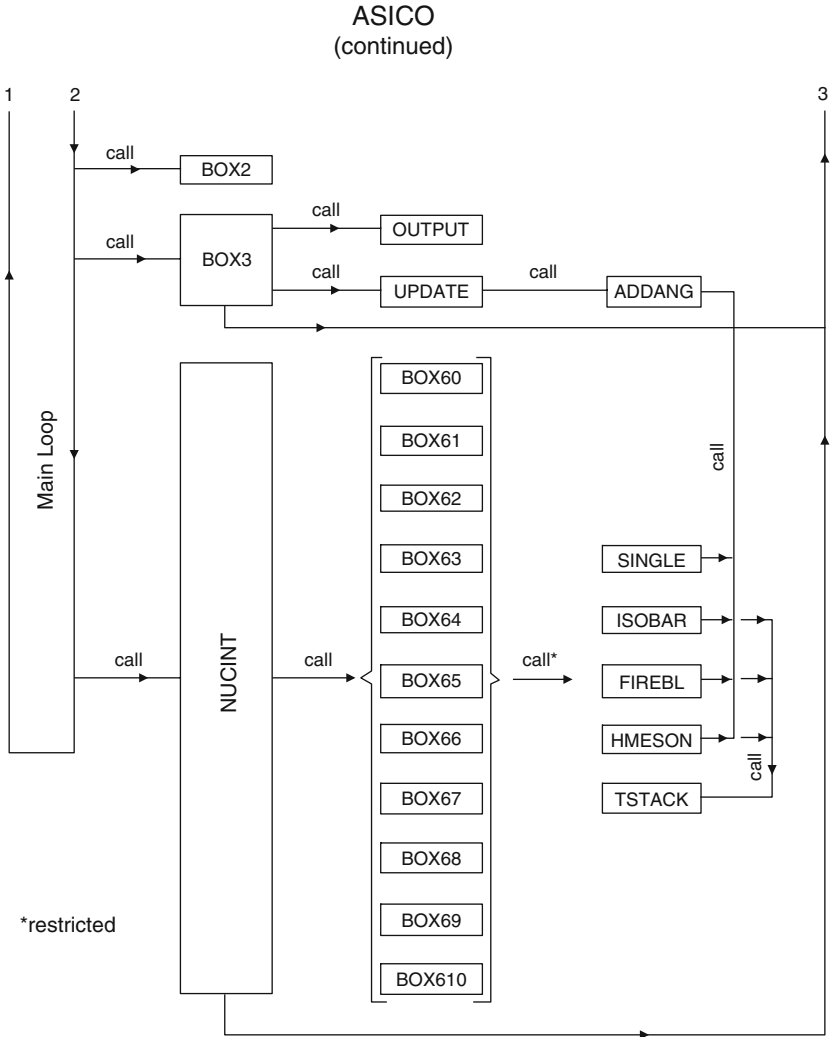 ASICO
(continued)
1
2
3
call
BOX2
call
BOX3
call
OUTPUT
call
UPDATE
call
ADDANG
call
Main Loop
call
NUCINT
call
BOX60
BOX61
BOX62
BOX63
BOX64
BOX65
BOX66
BOX67
BOX68
BOX69
BOX610
call*
SINGLE
ISOBAR
FIREBL
HMESON
TSTACK
call
*restricted